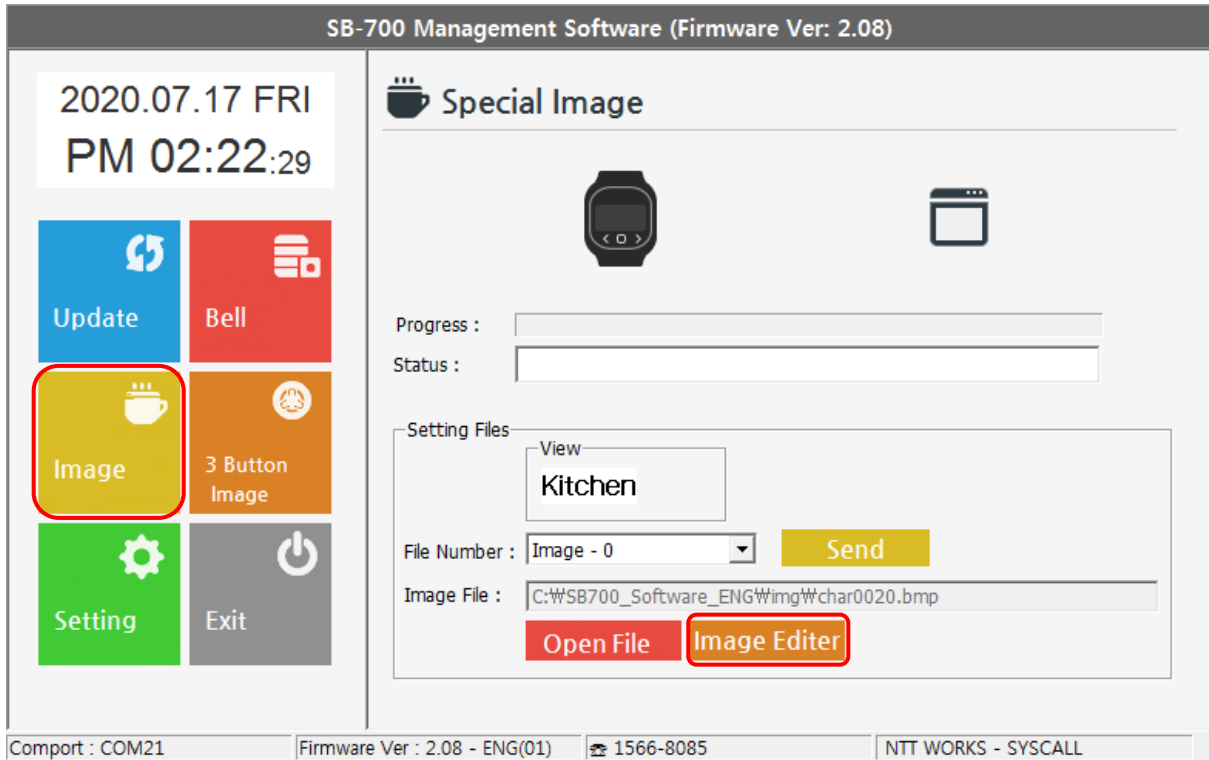 SB-700 Management Software (Firmware Ver: 2.08)
2020.07.17 FRI
PM 02:22:29
Update
Bell
Image
3 Button
Image
Setting
Exit
Special Image
Progress :
Status :
Setting Files
View
Kitchen
File Number : Image - 0 Send
Image File : C:₩SB700_Software_ENG₩img₩char0020.bmp
Open File Image Editer
Comport : COM21 Firmware Ver : 2.08 - ENG(01) ☎ 1566-8085 NTT WORKS - SYSCALL